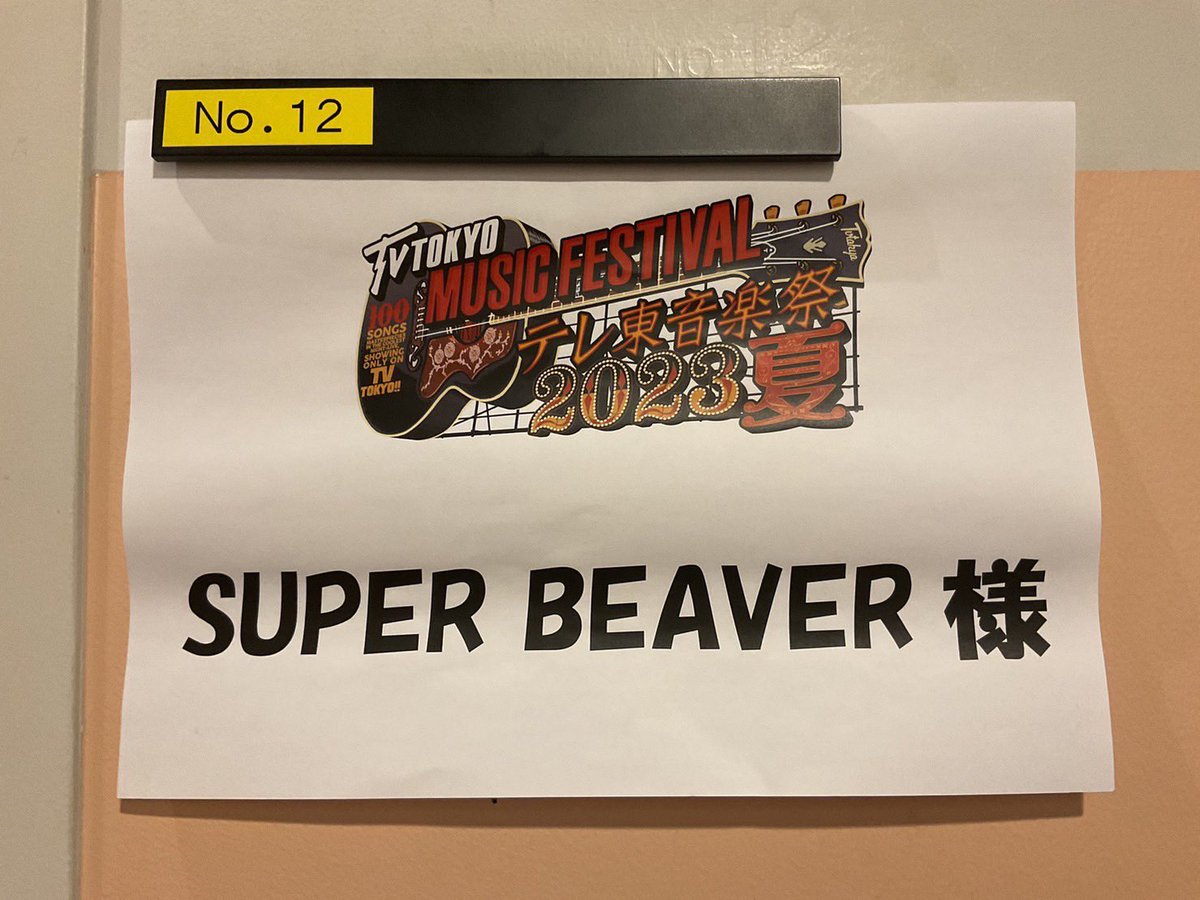 No.12
TV TOKYO
MUSIC FESTIVAL
Totakya
100
SONGS
SHOWING
ONLY ON
TV
TOKYO!!
テレ東音楽祭
2023夏
SUPER BEAVER 様